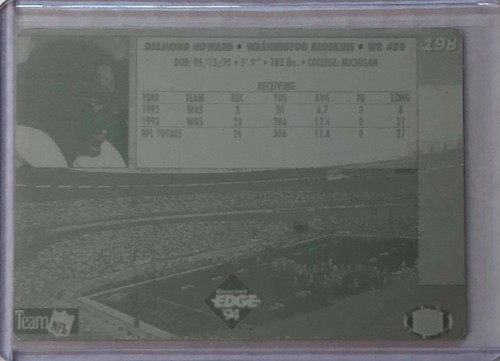 DESMOND HOWARD • WASHINGTON REDSKINS • WR #80
198
DOB: 05/15/70 • 5' 9" • 183 lbs. • COLLEGE: MICHIGAN
RECEIVING
YEAR TEAM REC YDS AVG TD LONG
1992 WAS 3 20 6.7 0 8
1993 WAS 23 286 12.4 0 27
NFL TOTALS 26 306 11.8 0 27
EDGE
94
Team NFL